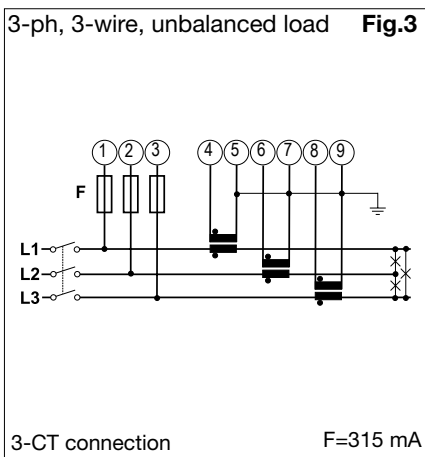 3-ph, 3-wire, unbalanced load Fig.3
1 2 3 4 5 6 7 8 9
F
L1
L2
L3
3-CT connection F=315 mA